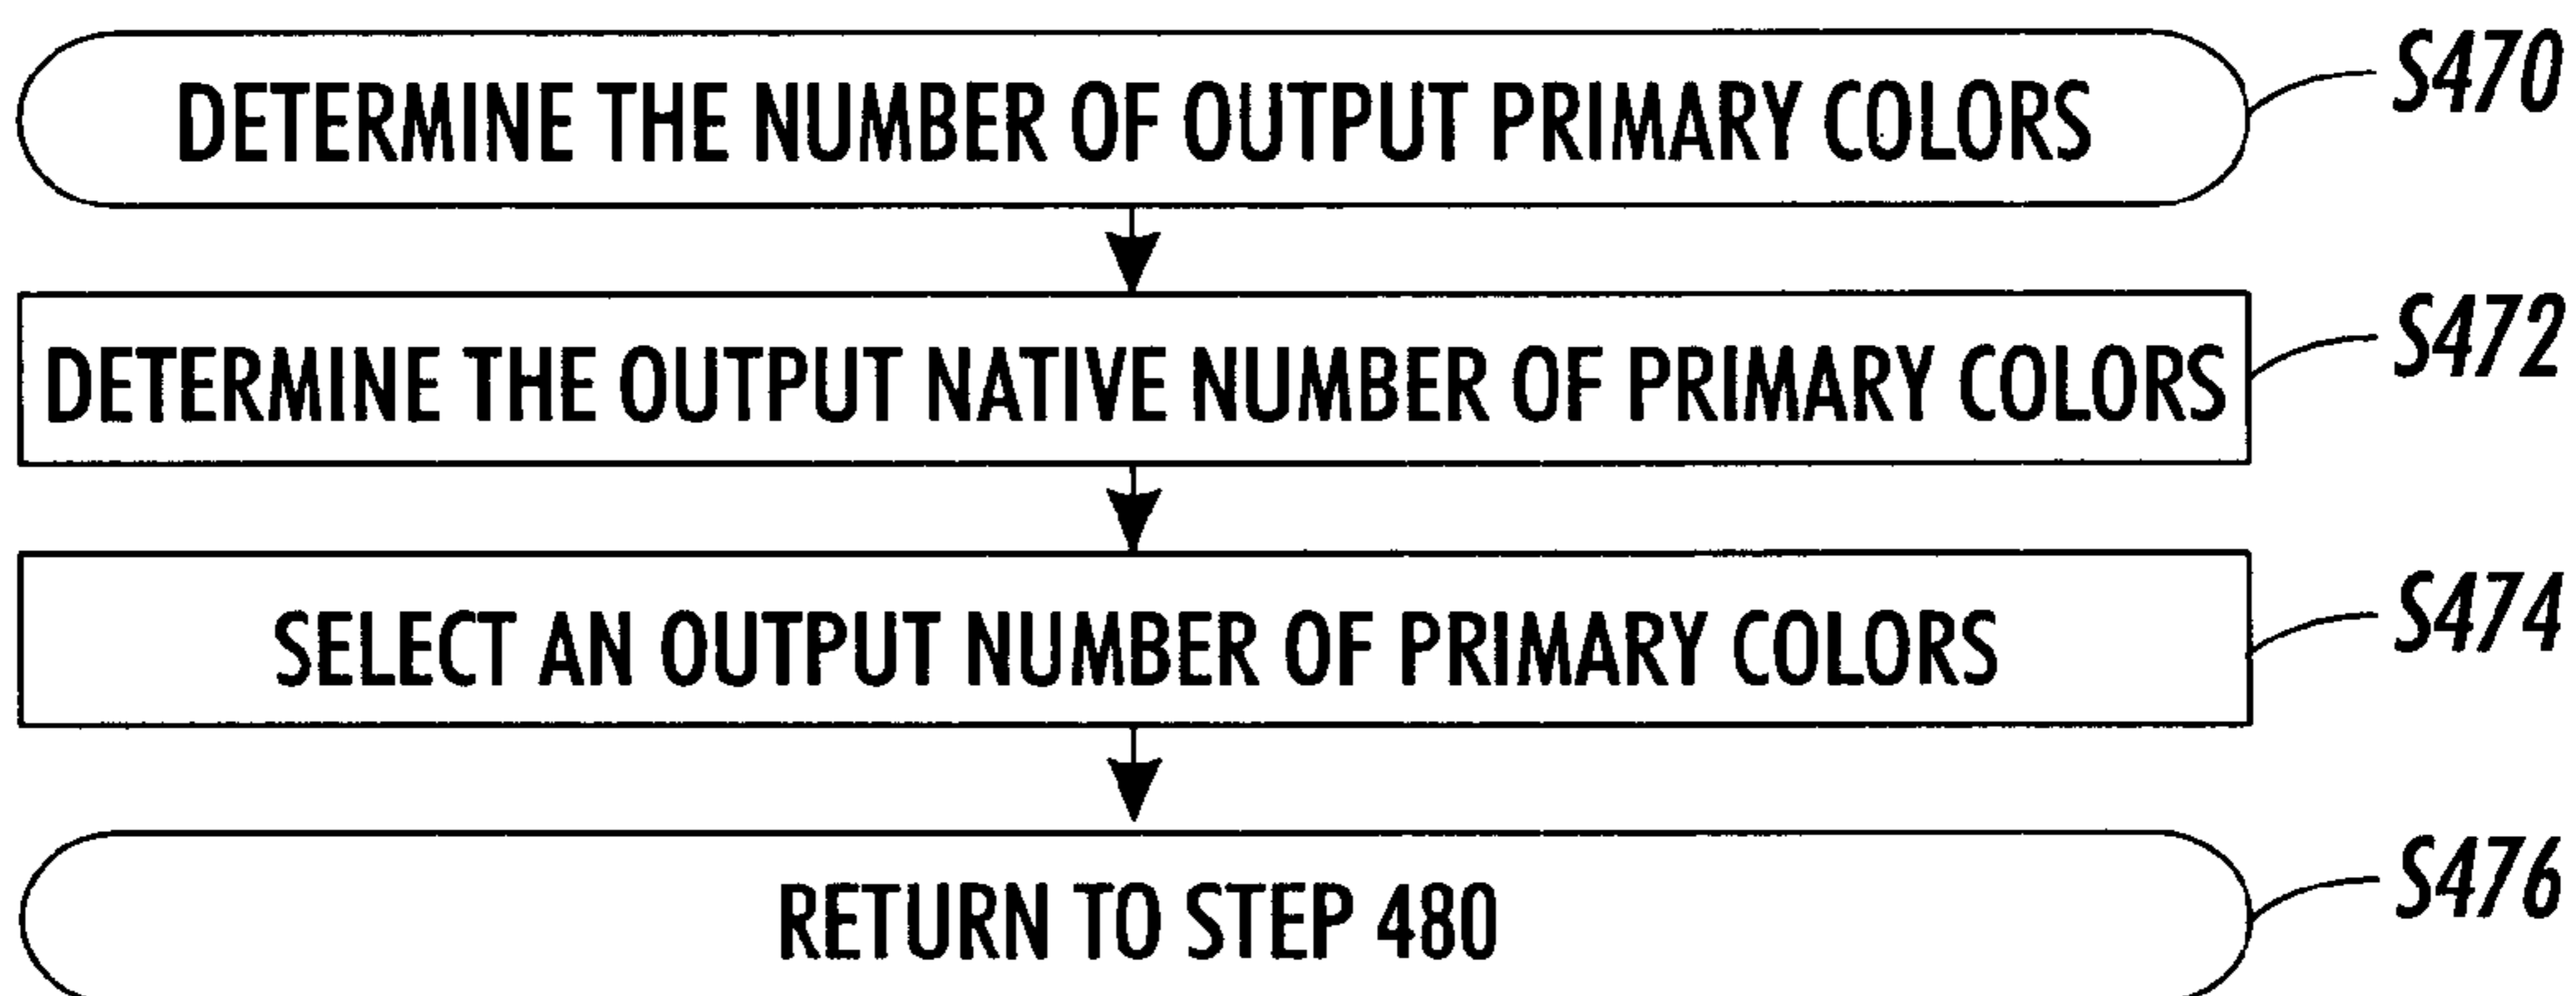 DETERMINE THE NUMBER OF OUTPUT PRIMARY COLORS
S470
DETERMINE THE OUTPUT NATIVE NUMBER OF PRIMARY COLORS
S472
SELECT AN OUTPUT NUMBER OF PRIMARY COLORS
S474
RETURN TO STEP 480
S476